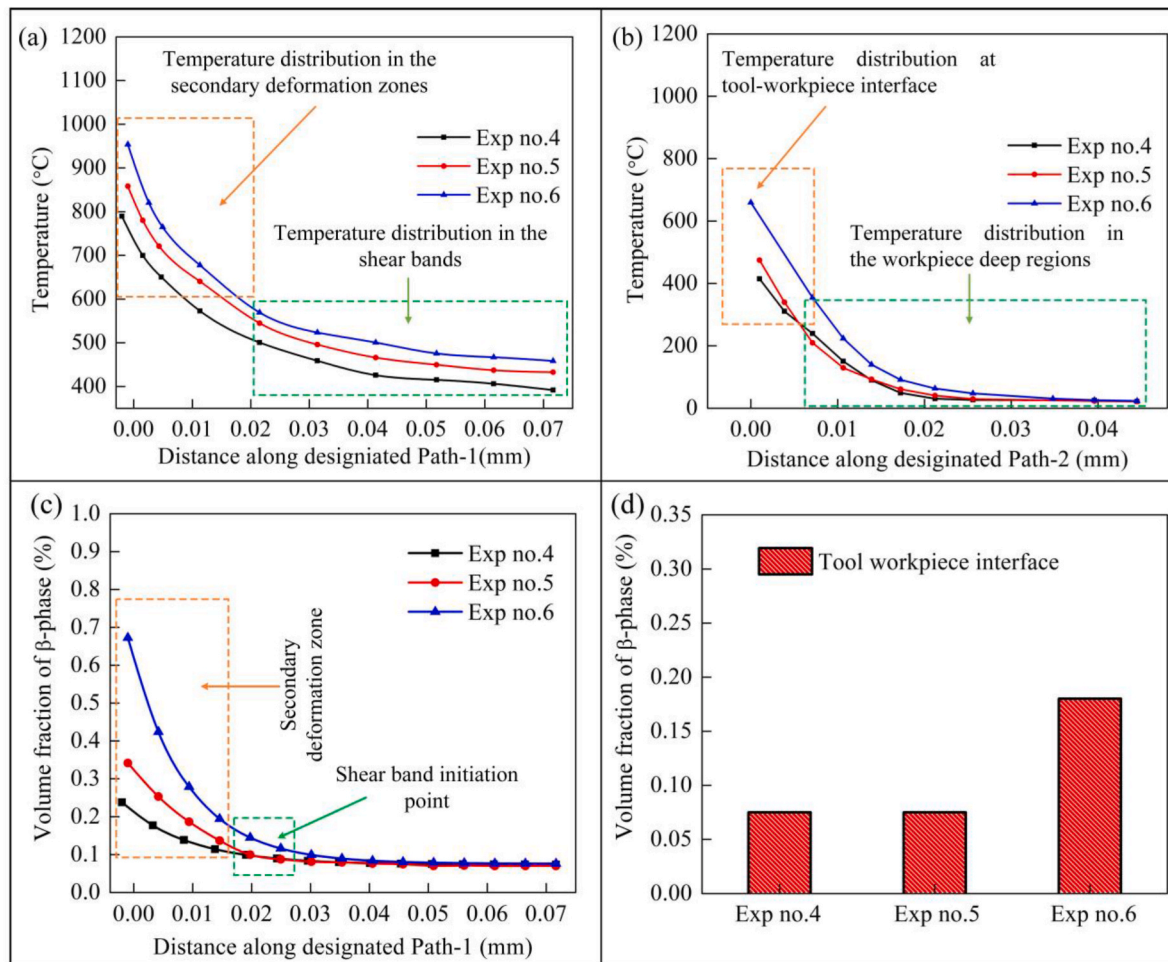 (a)
1200
1100
1000
900
800
700
600
500
400
Temperature (°C)
Temperature distribution in the
secondary deformation zones
Exp no.4
Exp no.5
Exp no.6
Temperature distribution in the
shear bands
0.00 0.01 0.02 0.03 0.04 0.05 0.06 0.07
Distance along designiated Path-1(mm)
(b)
1200
1000
800
600
400
200
0
Temperature (°C)
Temperature distribution at
tool-workpiece interface
Exp no.4
Exp no.5
Exp no.6
Temperature distribution in
the workpiece deep regions
0.00 0.01 0.02 0.03 0.04
Distance along desiginated Path-2 (mm)
(c)
1.0
0.9
0.8
0.7
0.6
0.5
0.4
0.3
0.2
0.1
0.0
Volume fraction of β-phase (%)
Exp no.4
Exp no.5
Exp no.6
Secondary
deformation zone
Shear band initiation
point
0.00 0.01 0.02 0.03 0.04 0.05 0.06 0.07
Distance along designated Path-1 (mm)
(d)
0.35
0.30
0.25
0.20
0.15
0.10
0.05
0.00
Volume fraction of β-phase (%)
Tool workpiece interface
Exp no.4 Exp no.5 Exp no.6